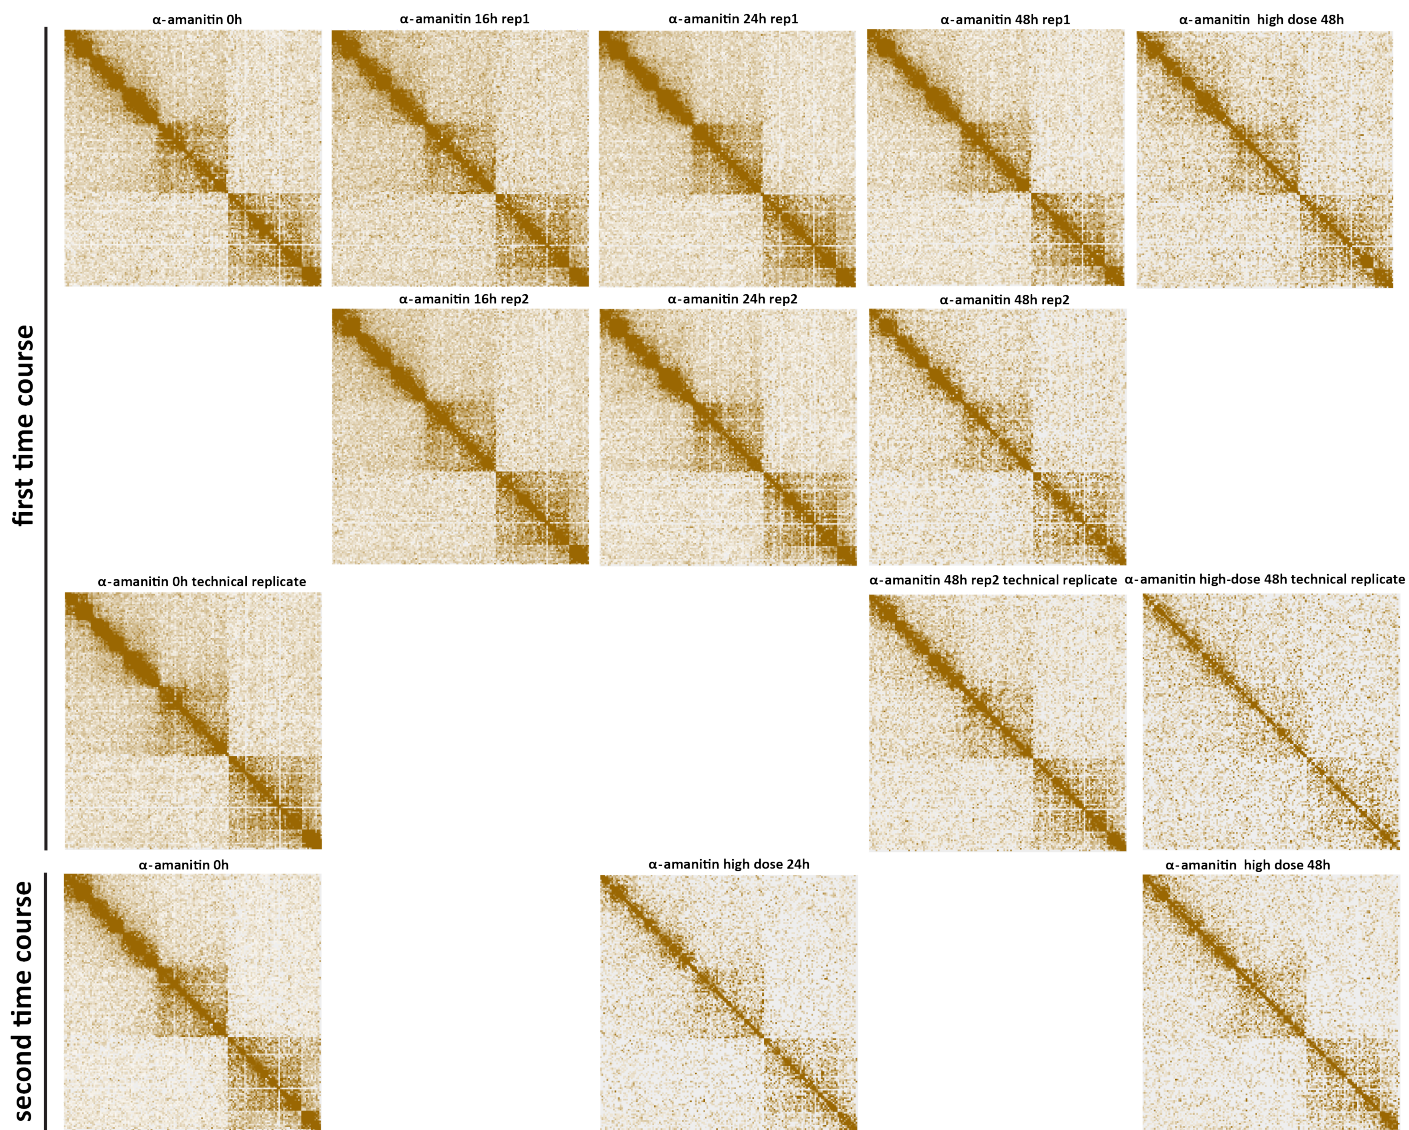 α-amanitin 0h
α-amanitin 16h rep1
α-amanitin 24h rep1
α-amanitin 48h rep1
α-amanitin high dose 48h
first time course
α-amanitin 16h rep2
α-amanitin 24h rep2
α-amanitin 48h rep2
α-amanitin 0h technical replicate
α-amanitin 48h rep2 technical replicate
α-amanitin high-dose 48h technical replicate
second time course
α-amanitin 0h
α-amanitin high dose 24h
α-amanitin high dose 48h